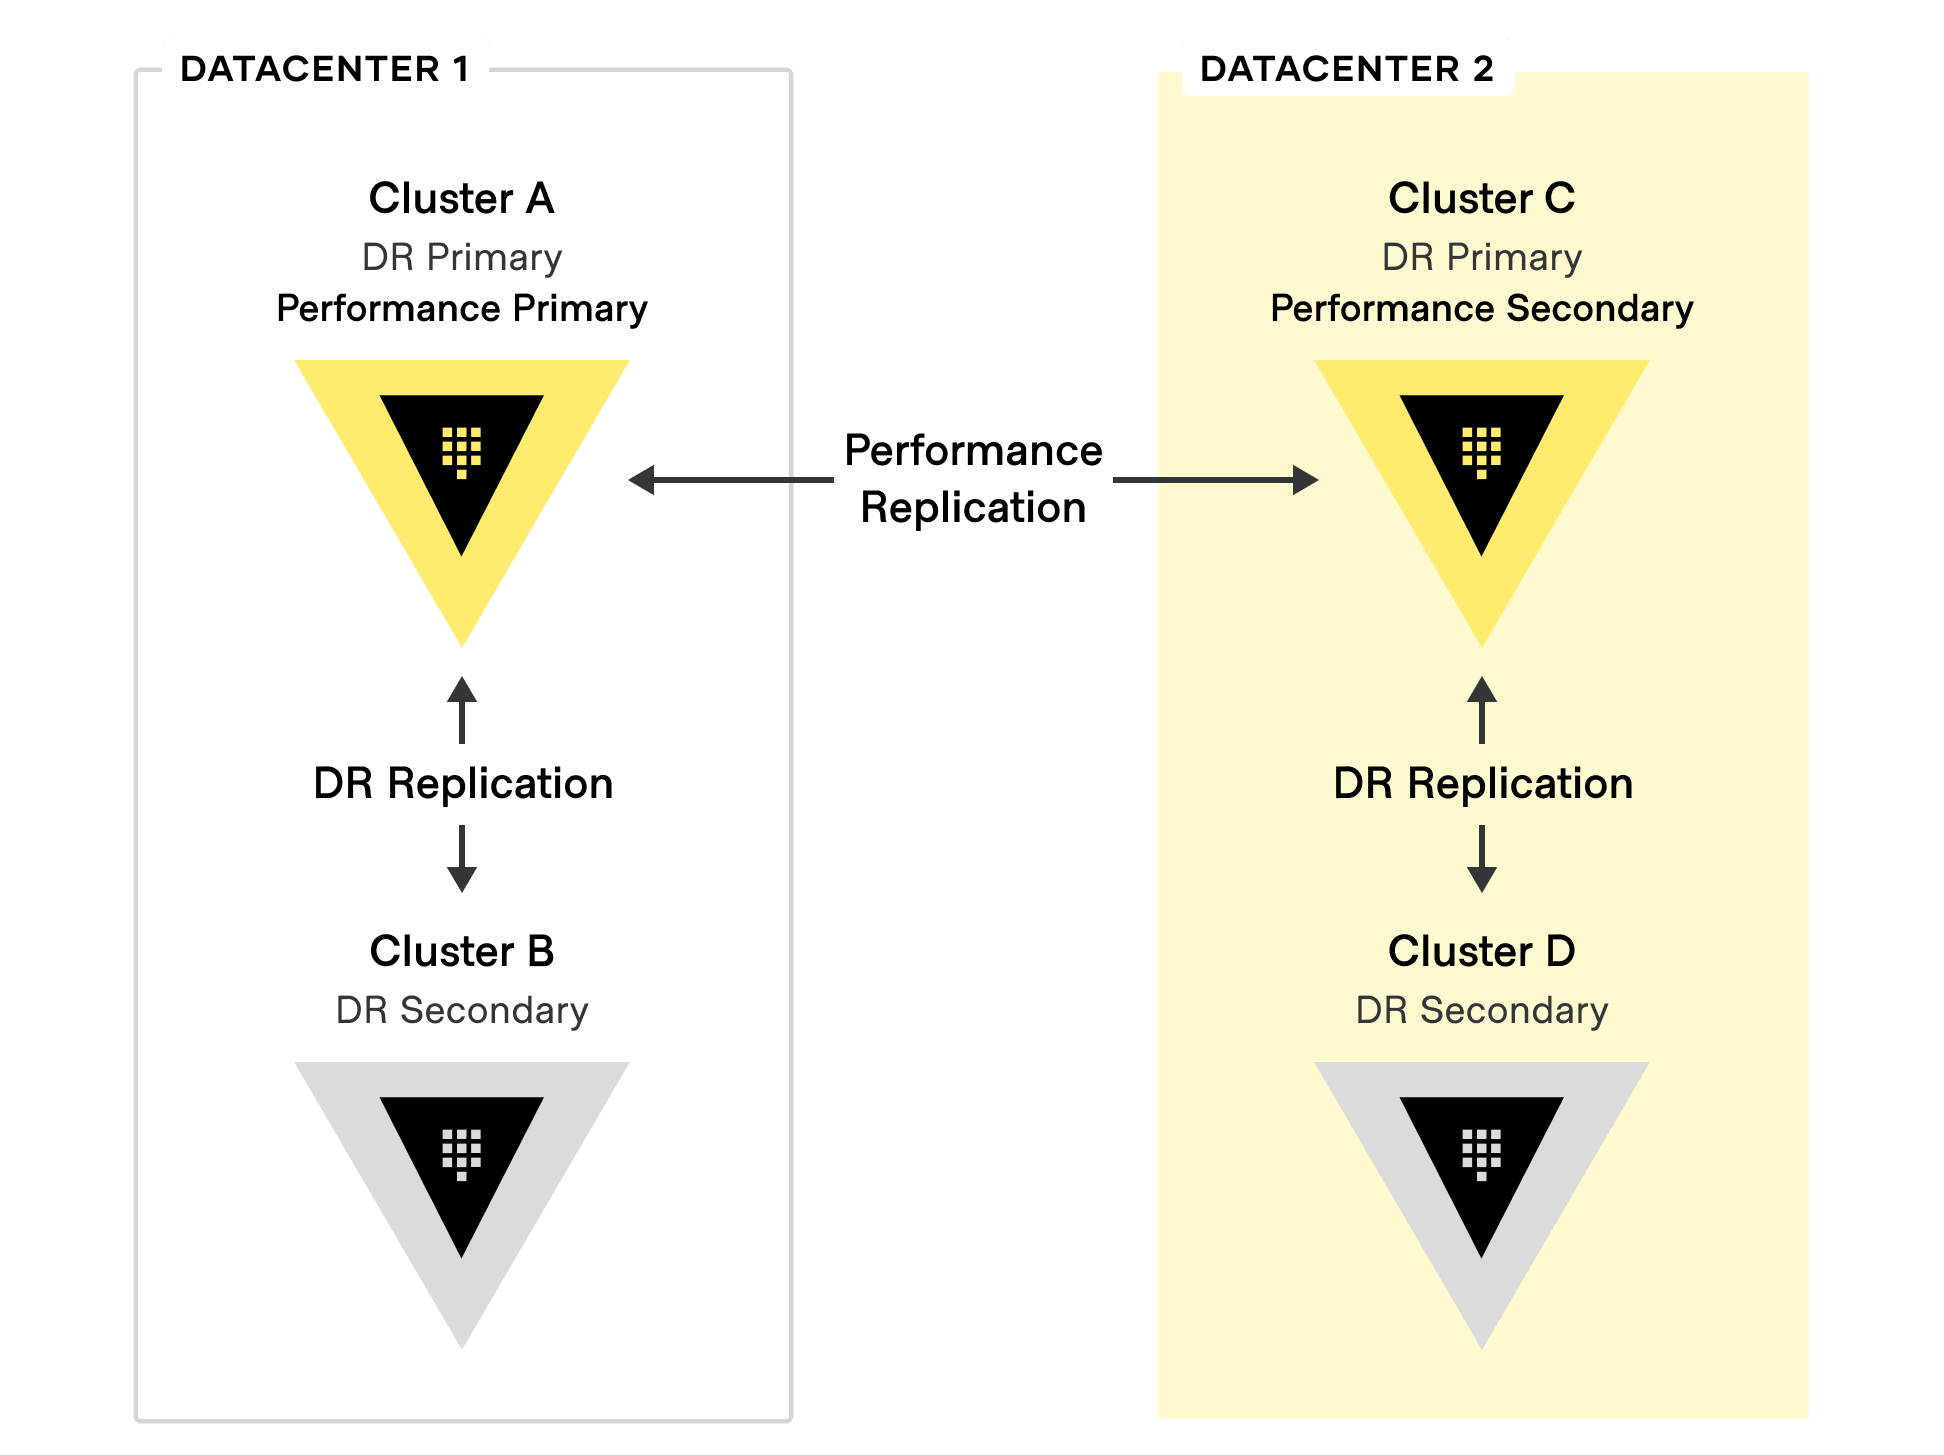 DATACENTER 1
Cluster A
DR Primary
Performance Primary
DR Replication
Cluster B
DR Secondary
Performance
Replication
DATACENTER 2
Cluster C
DR Primary
Performance Secondary
DR Replication
Cluster D
DR Secondary